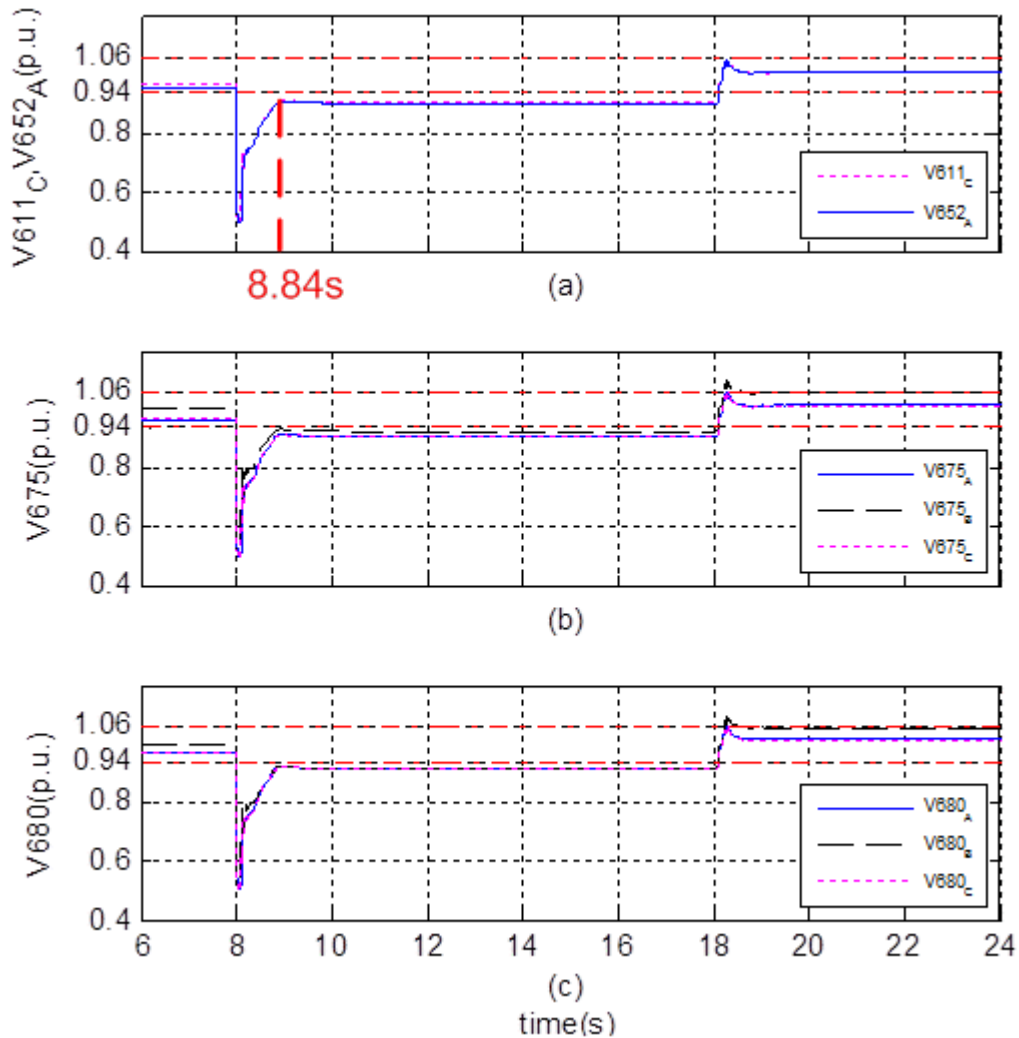 V611C,V652A(p.u.)
1.06
0.94
0.8
0.6
0.4
V611C
V652A
8.84s
(a)
V675(p.u.)
1.06
0.94
0.8
0.6
0.4
V675A
V675B
V675C
(b)
V680(p.u.)
1.06
0.94
0.8
0.6
0.4
V680A
V680B
V680C
6 8 10 12 14 16 18 20 22 24
(c)
time(s)